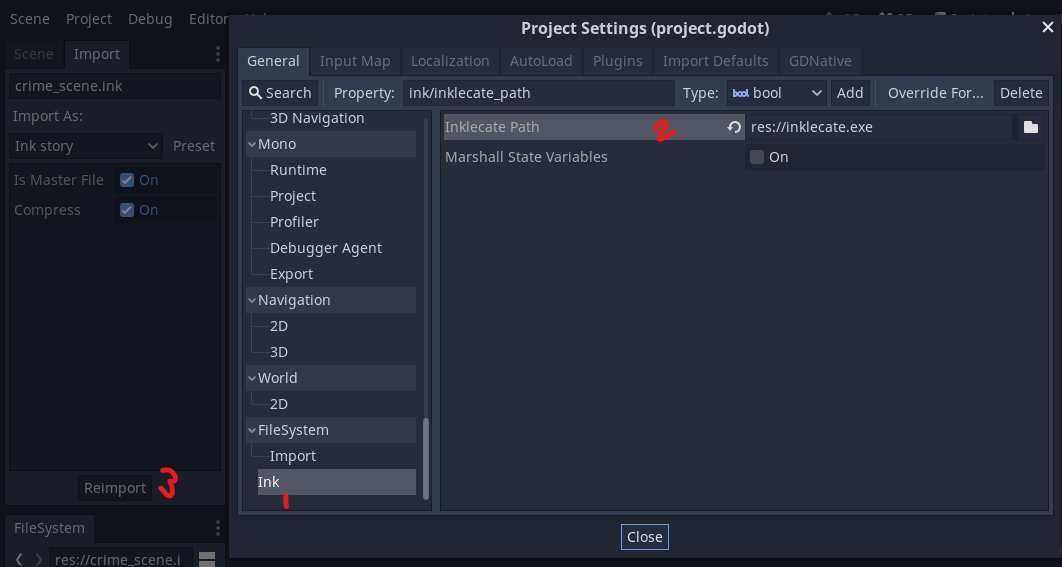 Scene Project Debug Editor
Project Settings (project.godot)
Scene Import
General Input Map Localization AutoLoad Plugins Import Defaults GDNative
crime_scene.ink
Search Property: ink/inklecate_path Type: bool bool Add Override For... Delete
Import As:
Ink story Preset
Is Master File On
Compress On
Reimport 3
FileSystem
res://crime_scene.i
3D Navigation
Mono
Runtime
Project
Profiler
Debugger Agent
Export
Navigation
2D
3D
World
2D
FileSystem
Import
Ink
1
Inklecate Path 2 res://inklecate.exe
Marshall State Variables On
Close